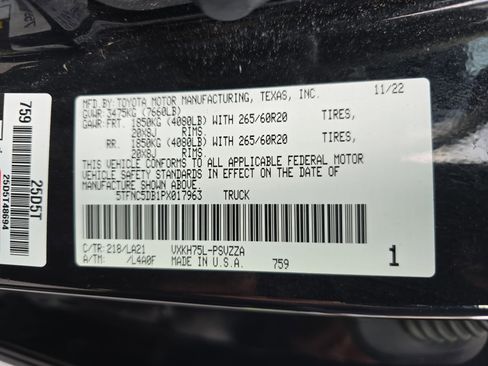 MFD.BY:TOYOTA MOTOR MANUFACTURING, TEXAS, INC. 11/22
GVWR: 3475KG (7660LB)
GAWR:FRT. 1850KG (4080LB) WITH 265/60R20 TIRES,
20X8J RIMS.
RR. 1850KG (4080LB) WITH 265/60R20 TIRES,
20X8J RIMS.
THIS VEHICLE CONFORMS TO ALL APPLICABLE FEDERAL MOTOR
VEHICLE SAFETY STANDARDS IN EFFECT ON THE DATE OF
MANUFACTURE SHOWN ABOVE.
5TFNC5DB1PX017963 TRUCK
C/TR: 218/LA21 VXKH75L-PSVZZA
A/TM: /L4A0F MADE IN U.S.A. 759 1
759
25D5T
25D5T48694